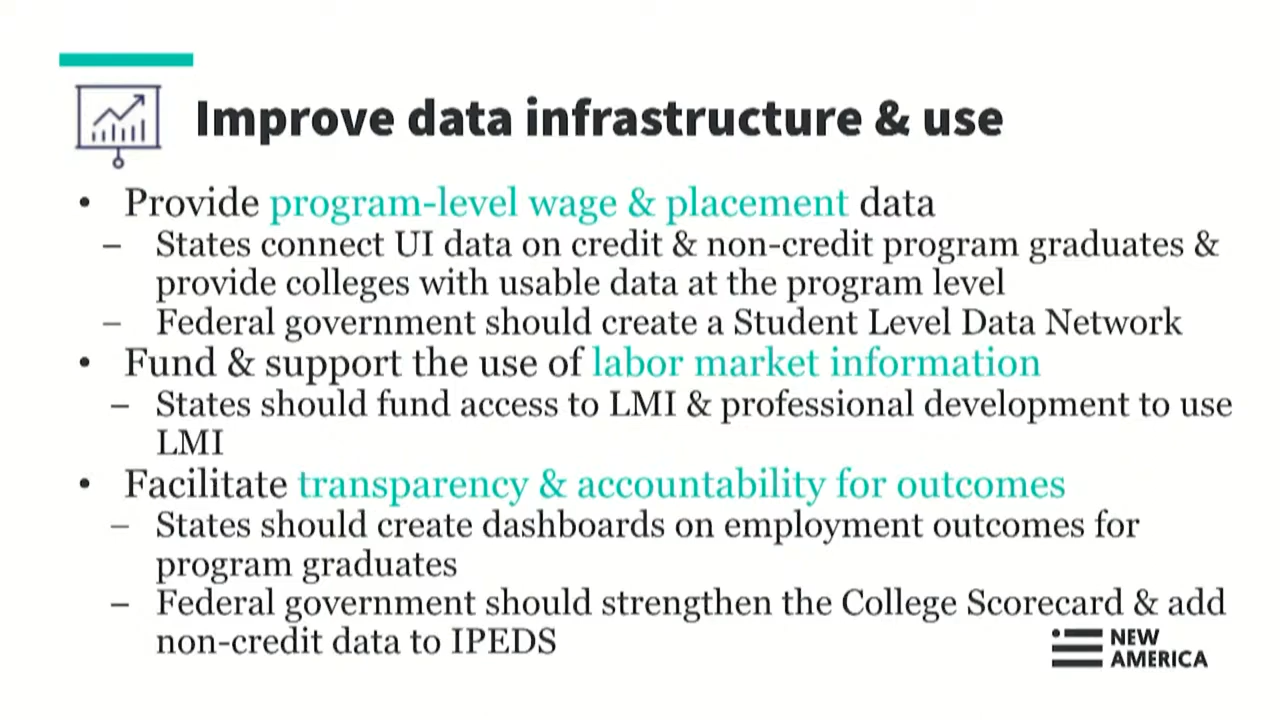 Improve data infrastructure & use
• Provide program-level wage & placement data
– States connect UI data on credit & non-credit program graduates &
provide colleges with usable data at the program level
– Federal government should create a Student Level Data Network
• Fund & support the use of labor market information
– States should fund access to LMI & professional development to use
LMI
• Facilitate transparency & accountability for outcomes
– States should create dashboards on employment outcomes for
program graduates
– Federal government should strengthen the College Scorecard & add
non-credit data to IPEDS
NEW
AMERICA